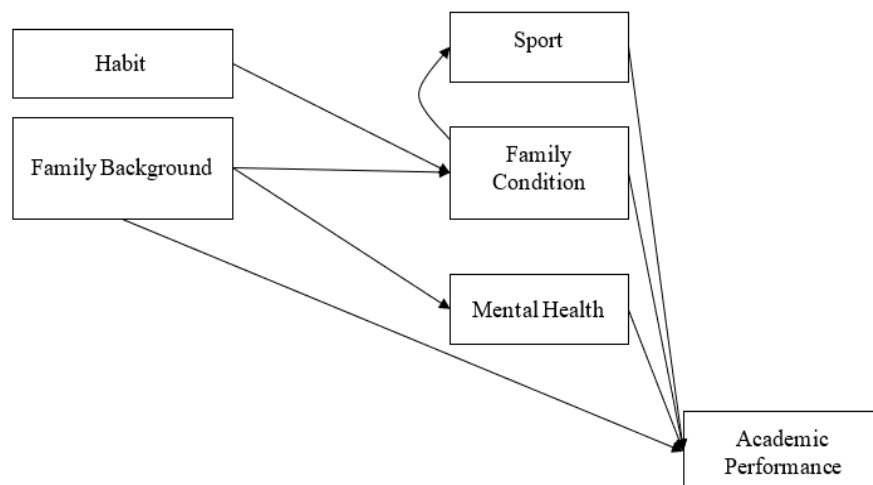 Habit
Family Background
Sport
Family
Condition
Mental Health
Academic
Performance